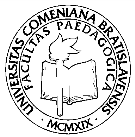 UNIVERSITAS COMENIANA BRATISLAVENSIS
FACULTAS PAEDAGOGICA
· MCMXIX ·